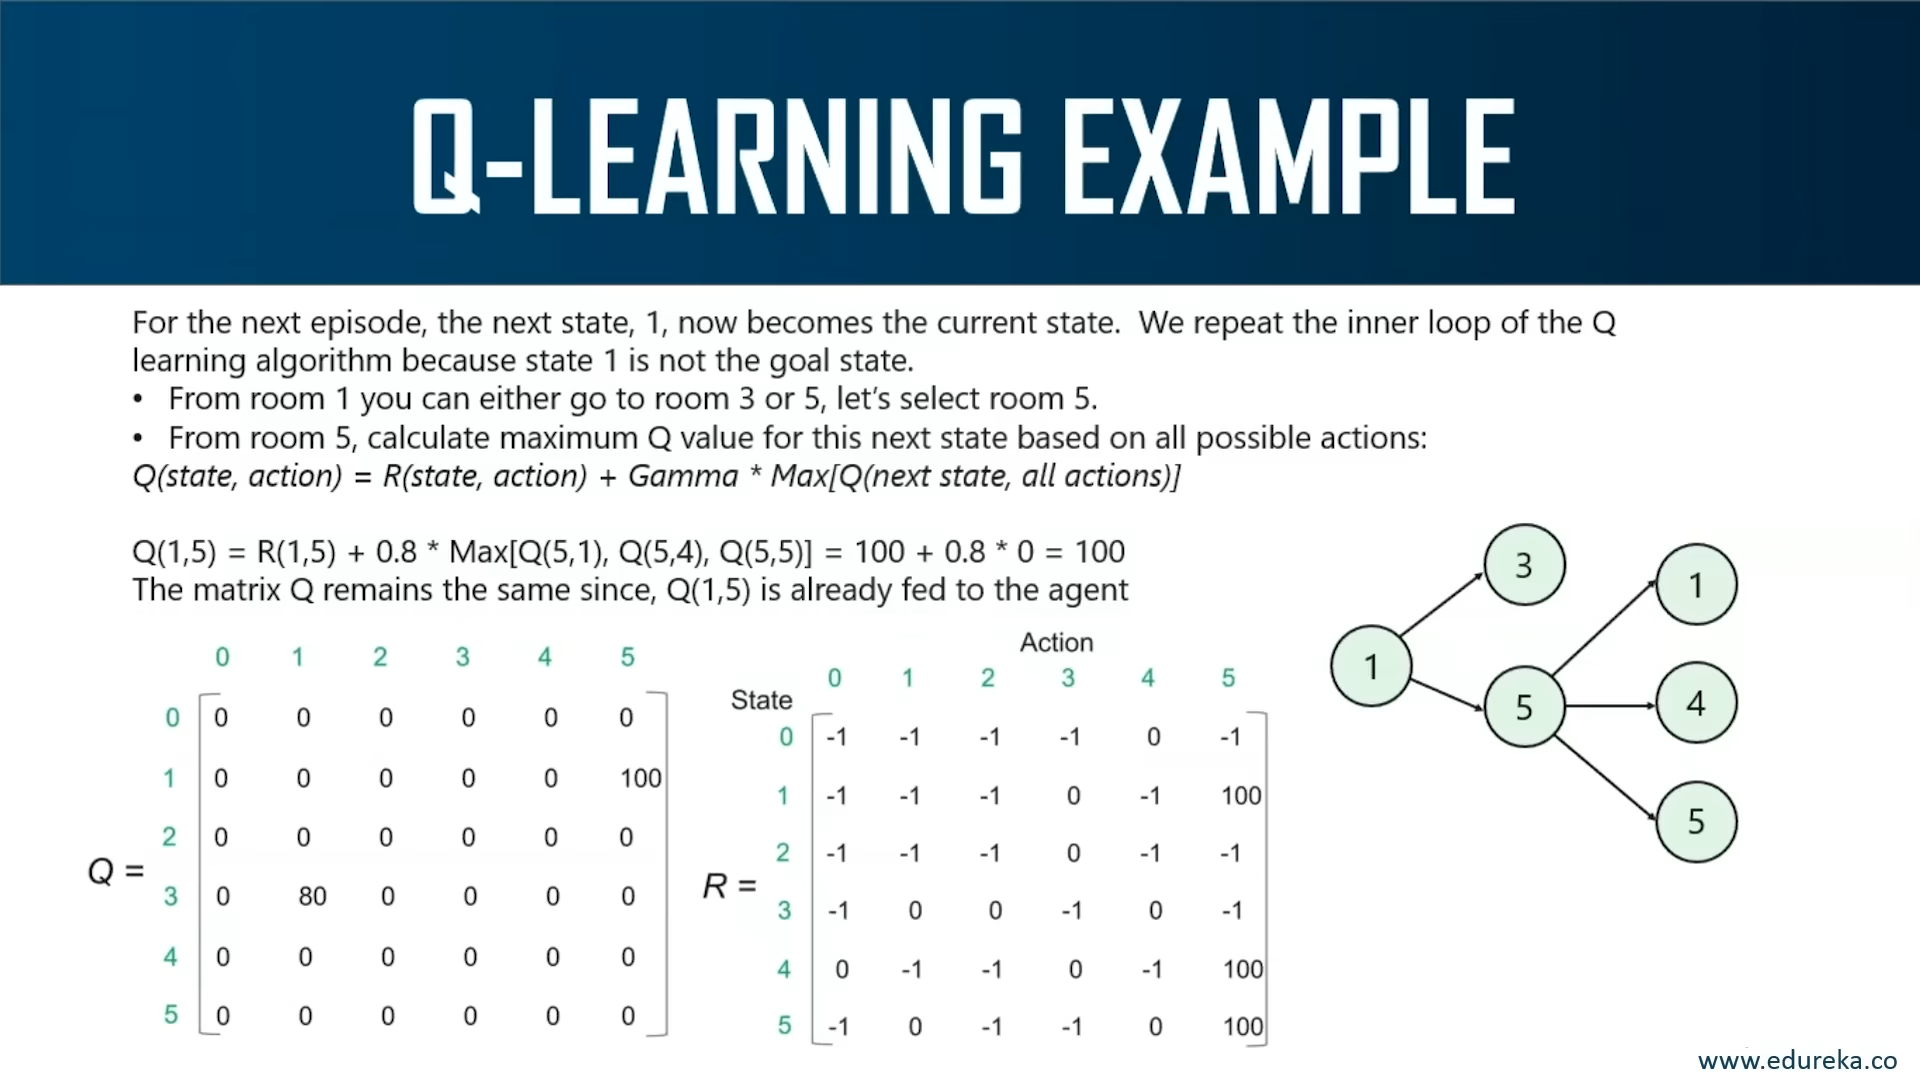 Q-LEARNING EXAMPLE
For the next episode, the next state, 1, now becomes the current state. We repeat the inner loop of the Q
learning algorithm because state 1 is not the goal state.
• From room 1 you can either go to room 3 or 5, let's select room 5.
• From room 5, calculate maximum Q value for this next state based on all possible actions:
Q(state, action) = R(state, action) + Gamma * Max[Q(next state, all actions)]
Q(1,5) = R(1,5) + 0.8 * Max[Q(5,1), Q(5,4), Q(5,5)] = 100 + 0.8 * 0 = 100
The matrix Q remains the same since, Q(1,5) is already fed to the agent
0 1 2 3 4 5
0 0 0 0 0 0 0
1 0 0 0 0 0 100
2 0 0 0 0 0 0
Q =
3 0 80 0 0 0 0
4 0 0 0 0 0 0
5 0 0 0 0 0 0
Action
0 1 2 3 4 5
State
0 -1 -1 -1 -1 0 -1
1 -1 -1 -1 0 -1 100
2 -1 -1 -1 0 -1 -1
R =
3 -1 0 0 -1 0 -1
4 0 -1 -1 0 -1 100
5 -1 0 -1 -1 0 100
3
1
1
5
4
5
www.edureka.co